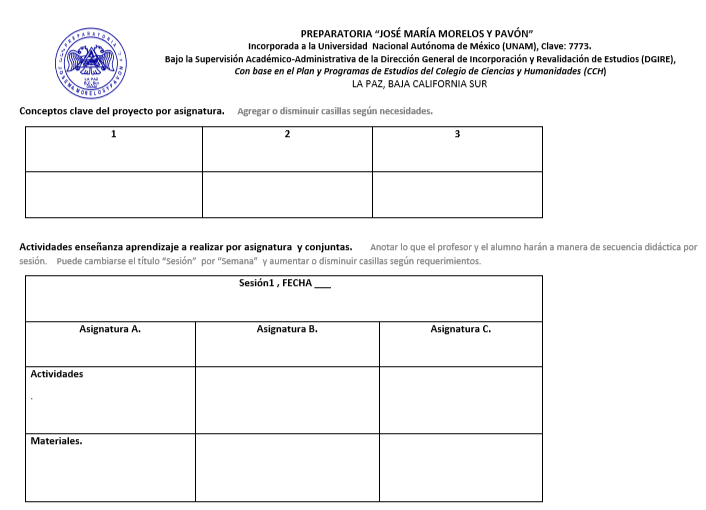 PREPARATORIA “JOSÉ MARÍA MORELOS Y PAVÓN”
Incorporada a la Universidad Nacional Autónoma de México (UNAM), Clave: 7773.
Bajo la Supervisión Académico-Administrativa de la Dirección General de Incorporación y Revalidación de Estudios (DGIRE),
Con base en el Plan y Programas de Estudios del Colegio de Ciencias y Humanidades (CCH)
LA PAZ, BAJA CALIFORNIA SUR
PREPARATORIA
LA PAZ
Conceptos clave del proyecto por asignatura. Agregar o disminuir casillas según necesidades.
1 2 3
Actividades enseñanza aprendizaje a realizar por asignatura y conjuntas. Anotar lo que el profesor y el alumno harán a manera de secuencia didáctica por
sesión. Puede cambiarse el título “Sesión” por “Semana” y aumentar o disminuir casillas según requerimientos.
Sesión1 , FECHA ___
Asignatura A. Asignatura B. Asignatura C.
Actividades
.
Materiales.